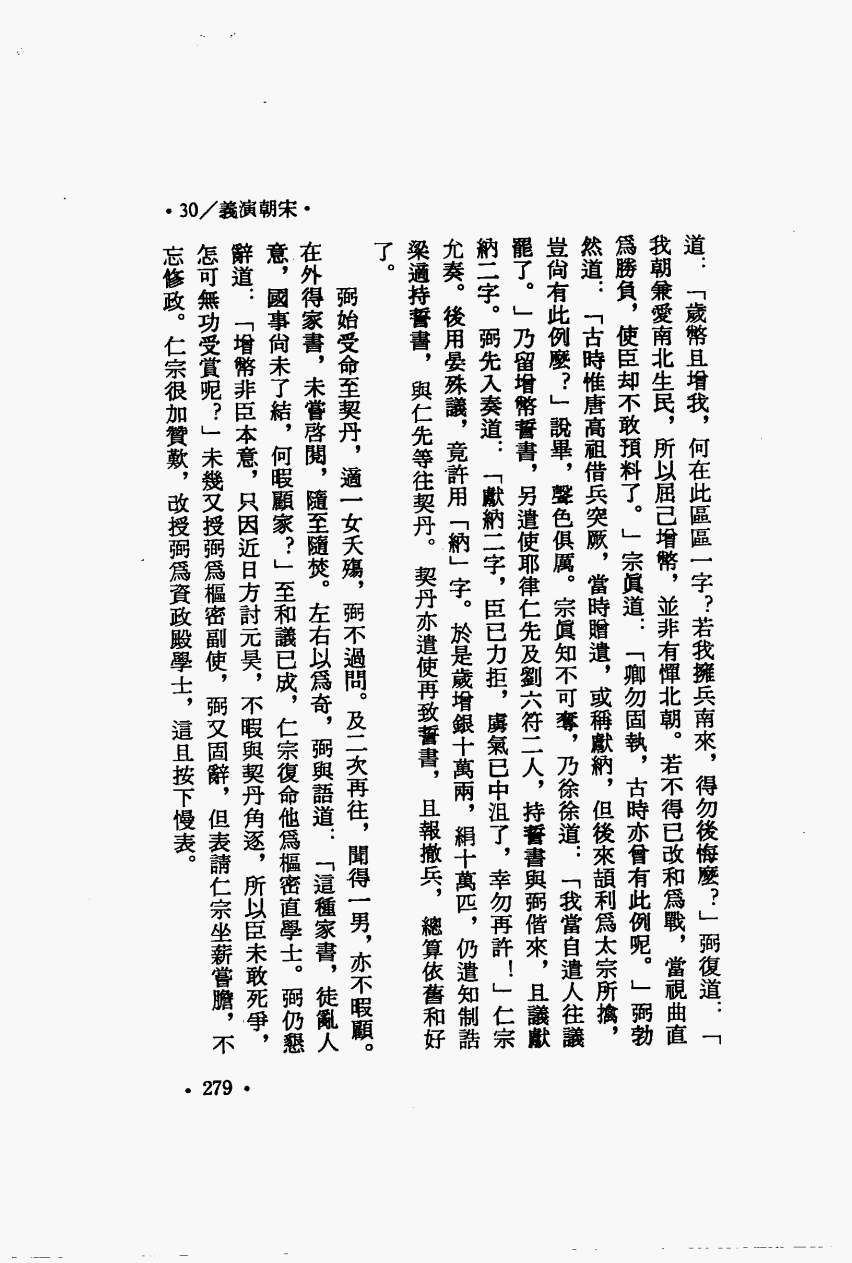 •30/義演朝宋•
道：「歲幣且增我，何在此區區一字？若我擁兵南來，得勿後悔麼？」弼復道：「
我朝兼愛南北生民，所以屈己增幣，並非有憚北朝。若不得已改和爲戰，當視曲直
爲勝負，使臣却不敢預料了。」宗眞道：「卿勿固執，古時亦曾有此例呢。」弼勃
然道：「古時惟唐高祖借兵突厥，當時贈遺，或稱獻納，但後來頡利爲太宗所擒，
豈尙有此例麼？」說畢，聲色俱厲。宗眞知不可奪，乃徐徐道：「我當自遣人往議
罷了。」乃留增幣誓書，另遣使耶律仁先及劉六符二人，持誓書與弼偕來，且議獻
納二字。弼先入奏道：「獻納二字，臣已力拒，虜氣已中沮了，幸勿再許！」仁宗
允奏。後用晏殊議，竟許用「納」字。於是歲增銀十萬兩，絹十萬匹，仍遣知制誥
梁適持誓書，與仁先等往契丹。契丹亦遣使再致誓書，且報撤兵，總算依舊和好
了。
弼始受命至契丹，適一女夭殤，弼不過問。及二次再往，聞得一男，亦不暇顧。
在外得家書，未嘗啓閱，隨至隨焚。左右以爲奇，弼與語道：「這種家書，徒亂人
意，國事尙未了結，何暇顧家？」至和議已成，仁宗復命他爲樞密直學士。弼仍懇
辭道：「增幣非臣本意，只因近日方討元昊，不暇與契丹角逐，所以臣未敢死爭，
怎可無功受賞呢？」未幾又授弼爲樞密副使，弼又固辭，但表請仁宗坐薪嘗膽，不
忘修政。仁宗很加贊歎，改授弼爲資政殿學士，這且按下慢表。
•279•